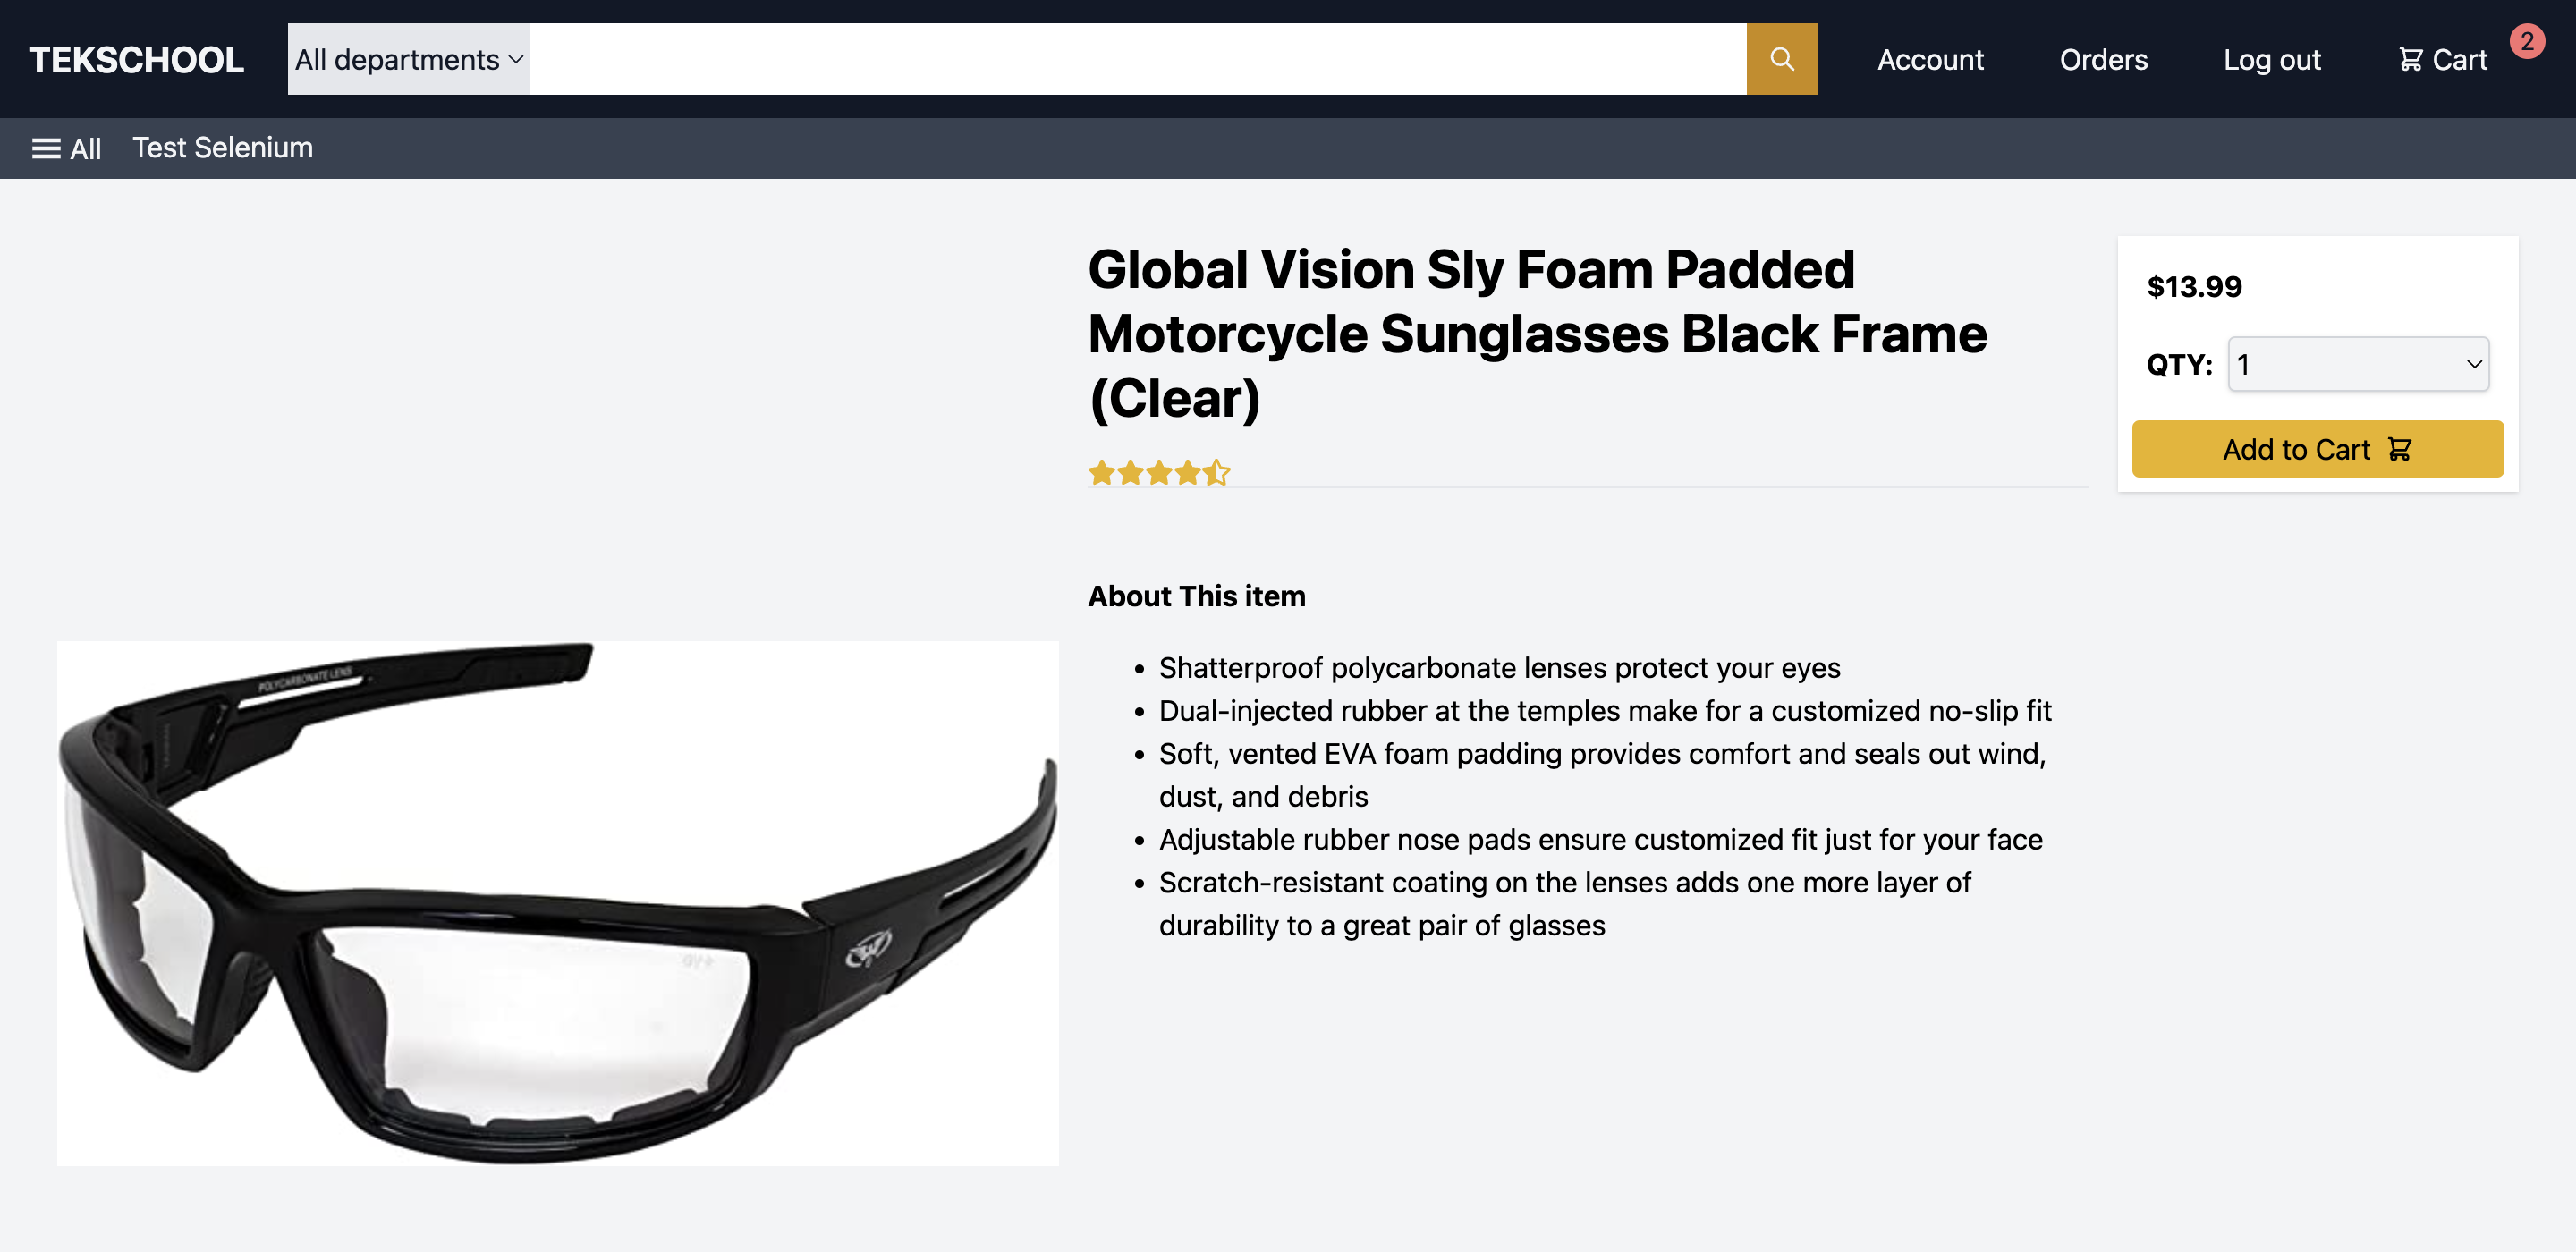 TEKSCHOOL
All departments
Account
Orders
Log out
Cart
2
All
Test Selenium
Global Vision Sly Foam Padded
Motorcycle Sunglasses Black Frame
(Clear)
$13.99
QTY:
1
Add to Cart
About This item
Shatterproof polycarbonate lenses protect your eyes
Dual-injected rubber at the temples make for a customized no-slip fit
Soft, vented EVA foam padding provides comfort and seals out wind,
dust, and debris
Adjustable rubber nose pads ensure customized fit just for your face
Scratch-resistant coating on the lenses adds one more layer of
durability to a great pair of glasses
POLYCARBONATE LENS